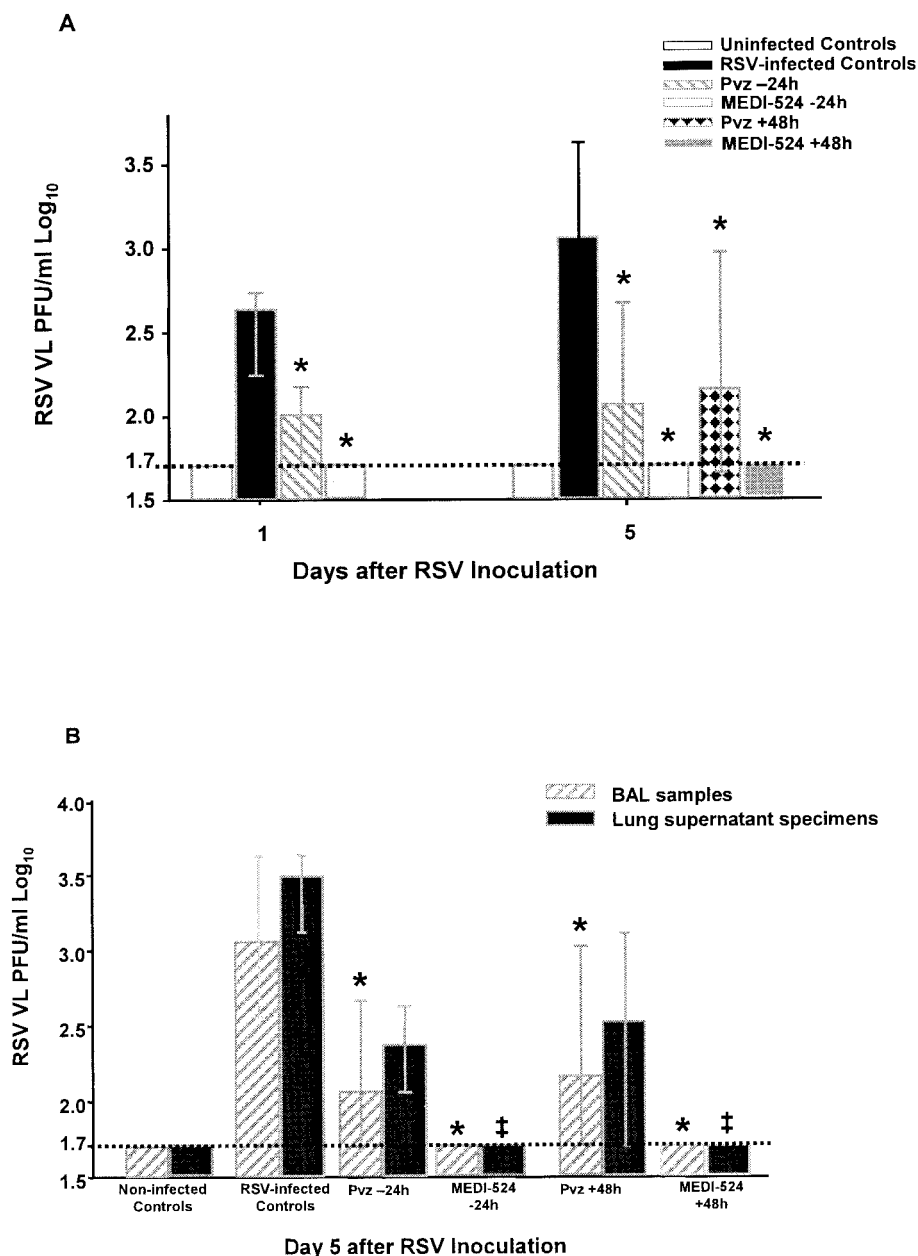 A
Uninfected Controls
RSV-infected Controls
Pvz –24h
MEDI-524 -24h
Pvz +48h
MEDI-524 +48h
RSV VL PFU/ml Log10
3.5
3.0
2.5
2.0
1.7
1.5
*
*
*
*
*
*
1
5
Days after RSV Inoculation
B
BAL samples
Lung supernatant specimens
RSV VL PFU/ml Log10
4.0
3.5
3.0
2.5
2.0
1.7
1.5
*
*
‡
*
*
‡
Non-infected Controls
RSV-infected Controls
Pvz –24h
MEDI-524 -24h
Pvz +48h
MEDI-524 +48h
Day 5 after RSV Inoculation